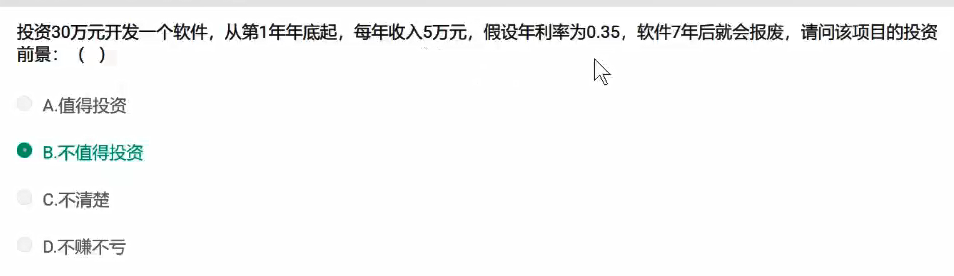 投资30万元开发一个软件，从第1年年底起，每年收入5万元，假设年利率为0.35，软件7年后就会报废，请问该项目的投资
前景：（ ）
A.值得投资
B.不值得投资
C.不清楚
D.不赚不亏